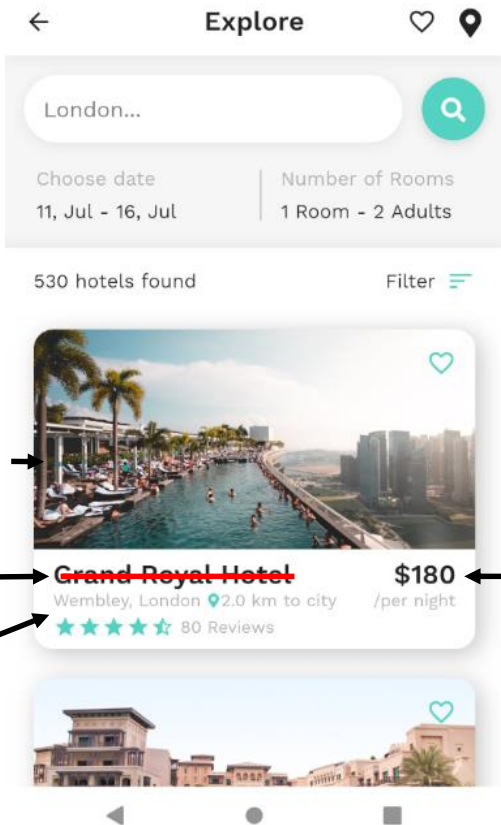 Explore
London...
Choose date
Number of Rooms
11, Jul - 16, Jul
1 Room - 2 Adults
530 hotels found
Filter
Grand Royal Hotel
$180
Wembley, London 2.0 km to city
/per night
80 Reviews